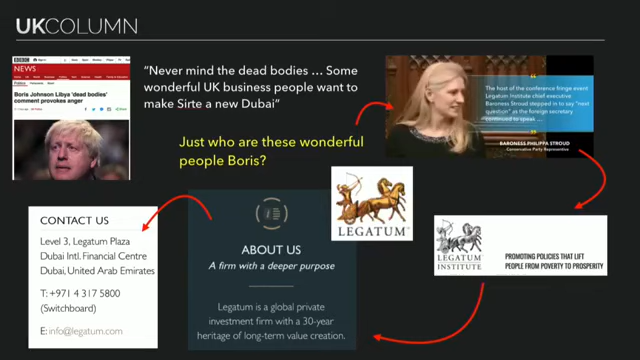 UKCOLUMN
BBC
NEWS
Politics
Boris Johnson Libya 'dead bodies'
comment provokes anger
"Never mind the dead bodies ... Some
wonderful UK business people want to
make Sirte a new Dubai"
Just who are these wonderful
people Boris?
The host of the conference fringe event
Legatum Institute chief executive
Baroness Stroud stepped in to say "next
question" as the foreign secretary
continued to speak ...
BARONESS PHILIPPA STROUD
Conservative Party Representative
LEGATUM
LEGATUM
INSTITUTE
PROMOTING POLICIES THAT LIFT
PEOPLE FROM POVERTY TO PROSPERITY
CONTACT US
Level 3, Legatum Plaza
Dubai Intl. Financial Centre
Dubai, United Arab Emirates
T: +971 4 317 5800
(Switchboard)
E: info@legatum.com
ABOUT US
A firm with a deeper purpose
Legatum is a global private
investment firm with a 30-year
heritage of long-term value creation.